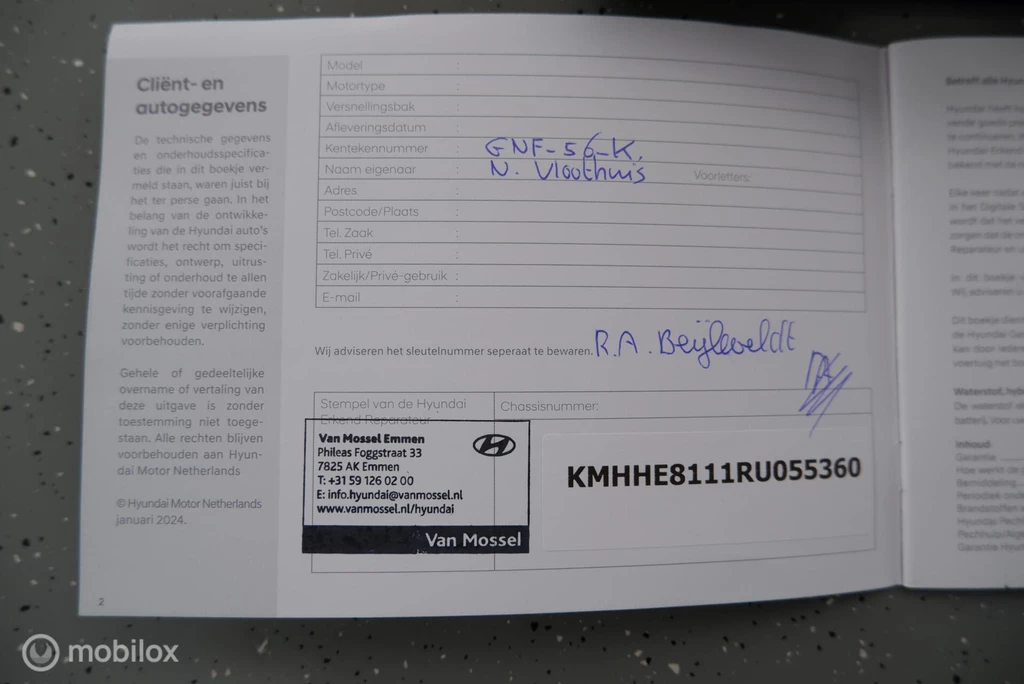 Cliënt- en
autogegevens
De technische gegevens
en onderhoudsspecifica-
ties die in dit boekje ver-
meld staan, waren juist bij
het ter perse gaan. In het
belang van de ontwikke-
ling van de Hyundai auto's
wordt het recht om speci-
ficaties, ontwerp, uitrus-
ting of onderhoud te allen
tijde zonder voorafgaande
kennisgeving te wijzigen,
zonder enige verplichting
voorbehouden.
Gehele of gedeeltelijke
overname of vertaling van
deze uitgave is zonder
toestemming niet toege-
staan. Alle rechten blijven
voorbehouden aan Hyun-
dai Motor Netherlands
© Hyundai Motor Netherlands
januari 2024.
2
Model :
Motortype :
Versnellingsbak :
Afleveringsdatum :
Kentekennummer : GNF-56-K.
Naam eigenaar : N. Vloothuis Voorletters:
Adres :
Postcode/Plaats :
Tel. Zaak :
Tel. Privé :
Zakelijk/Privé-gebruik :
E-mail :
Wij adviseren het sleutelnummer seperaat te bewaren. R.A. Beijleveldt
Stempel van de Hyundai
Erkend Reparateur
Van Mossel Emmen
Phileas Foggstraat 33
7825 AK Emmen
T: +31 59 126 02 00
E: info.hyundai@vanmossel.nl
www.vanmossel.nl/hyundai
Van Mossel
Chassisnummer:
KMHHE8111RU055360
Betreft alle
Hyundai
Waterstof,
Inhoud
Garantie
mobilox